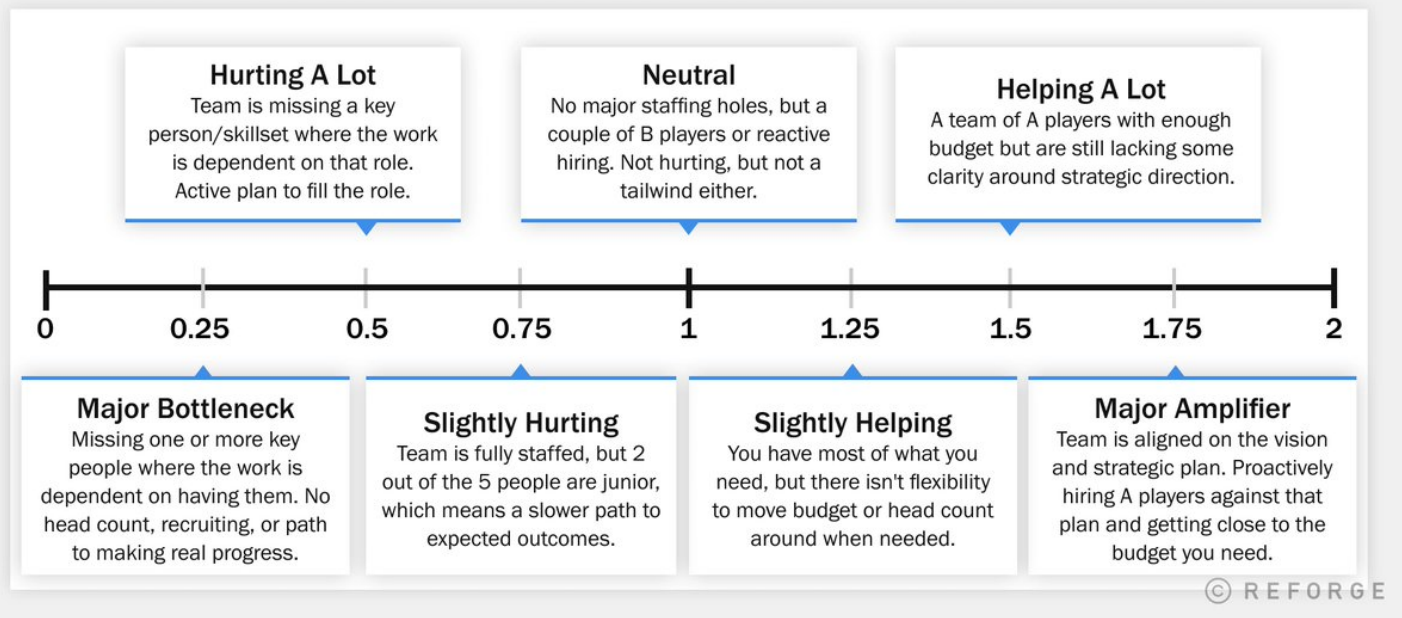 Hurting A Lot
Team is missing a key
person/skillset where the work
is dependent on that role.
Active plan to fill the role.
Neutral
No major staffing holes, but a
couple of B players or reactive
hiring. Not hurting, but not a
tailwind either.
Helping A Lot
A team of A players with enough
budget but are still lacking some
clarity around strategic direction.
0 0.25 0.5 0.75 1 1.25 1.5 1.75 2
Major Bottleneck
Missing one or more key
people where the work is
dependent on having them. No
head count, recruiting, or path
to making real progress.
Slightly Hurting
Team is fully staffed, but 2
out of the 5 people are junior,
which means a slower path to
expected outcomes.
Slightly Helping
You have most of what you
need, but there isn't flexibility
to move budget or head count
around when needed.
Major Amplifier
Team is aligned on the vision
and strategic plan. Proactively
hiring A players against that
plan and getting close to the
budget you need.
© REFORGE